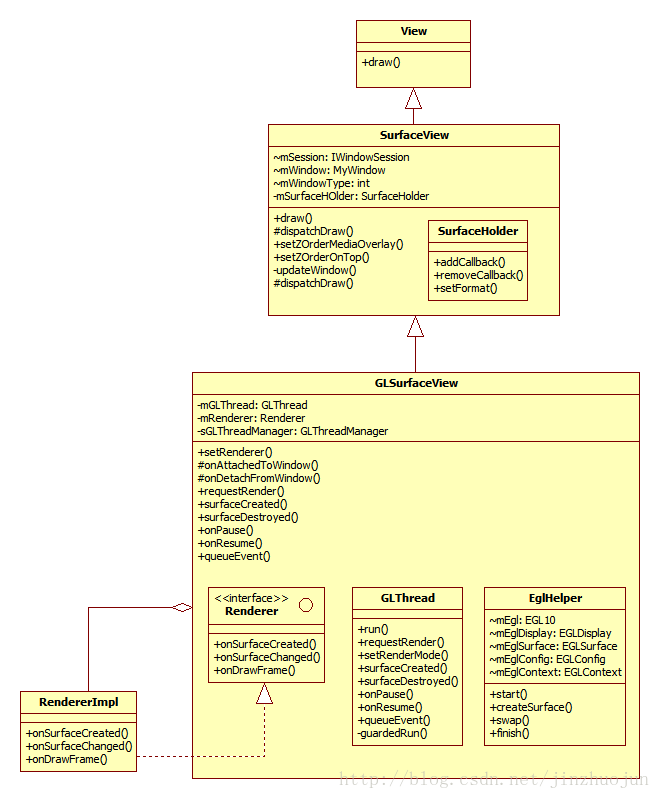 View
+draw()
SurfaceView
~mSession: IWindowSession
~mWindow: MyWindow
~mWindowType: int
-mSurfaceHOlder: SurfaceHolder
+draw()
#dispatchDraw()
+setZOrderMediaOverlay()
+setZOrderOnTop()
-updateWindow()
#dispatchDraw()
SurfaceHolder
+addCallback()
+removeCallback()
+setFormat()
GLSurfaceView
-mGLThread: GLThread
-mRenderer: Renderer
-sGLThreadManager: GLThreadManager
+setRenderer()
#onAttachedToWindow()
#onDetachFromWindow()
+requestRender()
+surfaceCreated()
+surfaceDestroyed()
+onPause()
+onResume()
+queueEvent()
<<interface>>
Renderer
+onSurfaceCreated()
+onSurfaceChanged()
+onDrawFrame()
GLThread
+run()
+requestRender()
+setRenderMode()
+surfaceCreated()
+surfaceDestroyed()
+onPause()
+onResume()
+queueEvent()
-guardedRun()
EglHelper
~mEgl: EGL10
~mEglDisplay: EGLDisplay
~mEglSurface: EGLSurface
~mEglConfig: EGLConfig
~mEglContext: EGLContext
+start()
+createSurface()
+swap()
+finish()
RendererImpl
+onSurfaceCreated()
+onSurfaceChanged()
+onDrawFrame()
http://blog.csdn.net/jinzhuojun